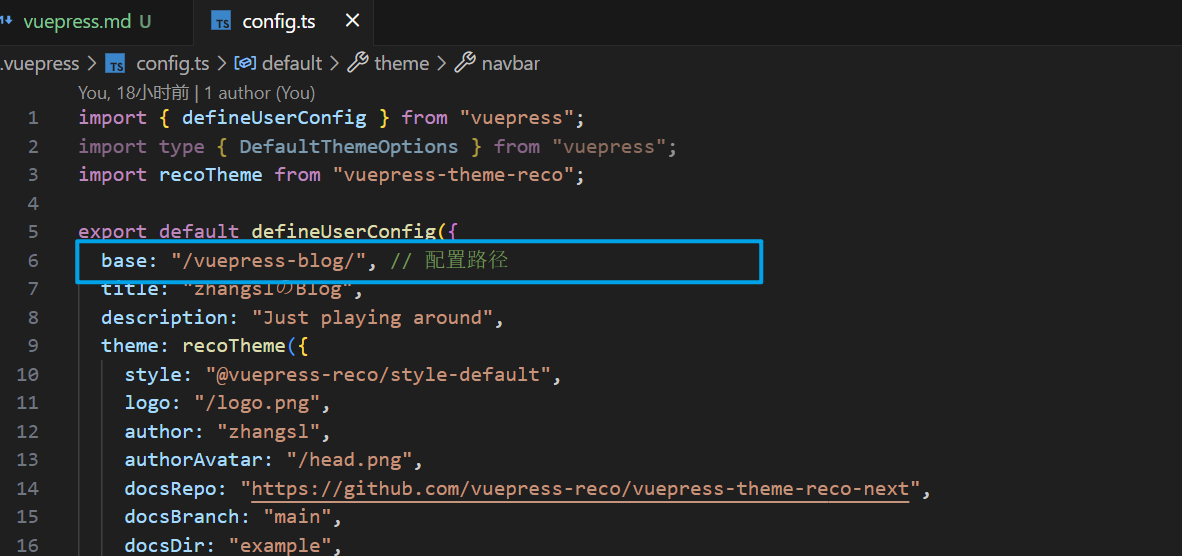 vuepress.md U
TS config.ts
.vuepress > TS config.ts > default > theme > navbar
You, 18小时前 | 1 author (You)
1 import { defineUserConfig } from "vuepress";
2 import type { DefaultThemeOptions } from "vuepress";
3 import recoTheme from "vuepress-theme-reco";
4
5 export default defineUserConfig({
6 base: "/vuepress-blog/", // 配置路径
7 title: "zhangslのBlog",
8 description: "Just playing around",
9 theme: recoTheme({
10 style: "@vuepress-reco/style-default",
11 logo: "/logo.png",
12 author: "zhangsl",
13 authorAvatar: "/head.png",
14 docsRepo: "https://github.com/vuepress-reco/vuepress-theme-reco-next",
15 docsBranch: "main",
16 docsDir: "example",